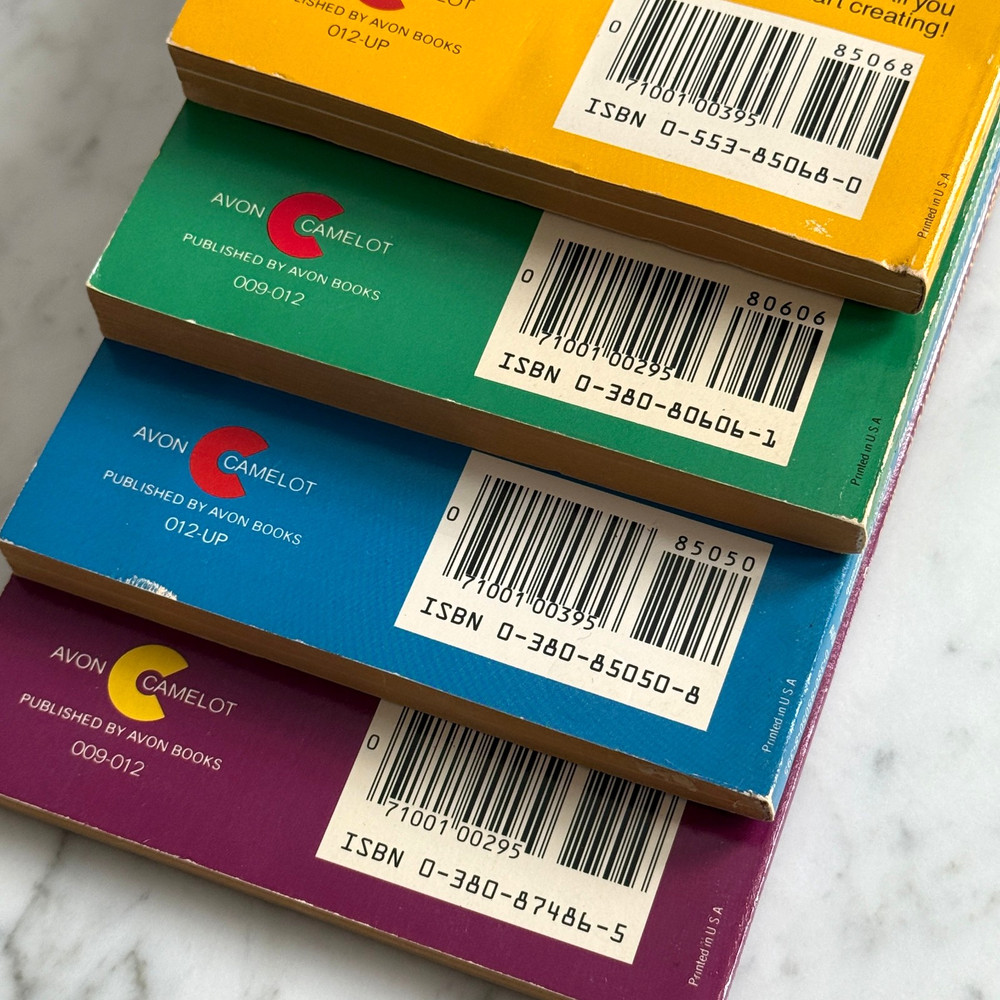 you
art creating!
CAMELOT
PUBLISHED BY AVON BOOKS
012-UP
0
85068
71001 00395
ISBN 0-553-85068-0
Printed in U.S.A
AVON CAMELOT
PUBLISHED BY AVON BOOKS
009-012
0
80606
71001 00295
ISBN 0-380-80606-1
Printed in U.S.A
AVON CAMELOT
PUBLISHED BY AVON BOOKS
012-UP
0
85050
71001 00395
ISBN 0-380-85050-8
Printed in U.S.A
AVON CAMELOT
PUBLISHED BY AVON BOOKS
009-012
0
71001 00295
ISBN 0-380-87486-5
Printed in U.S.A